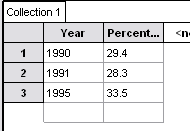 Collection 1
Year Percent... <n
1 1990 29.4
2 1991 28.3
3 1995 33.5